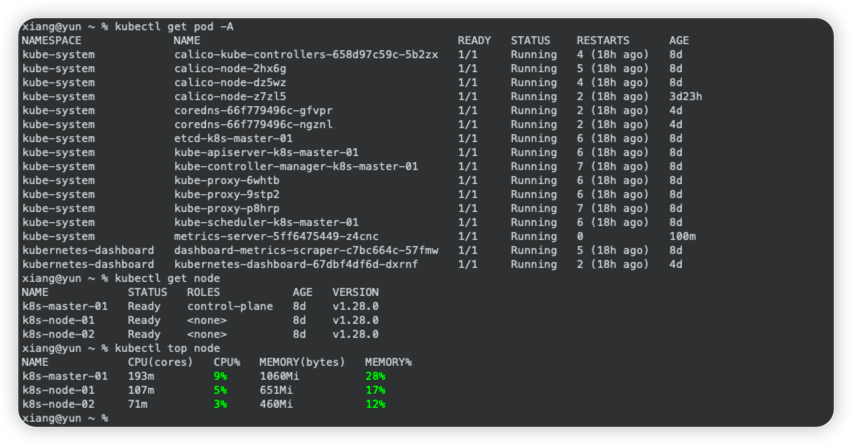 xiang@yun ~ % kubectl get pod -A
NAMESPACE NAME READY STATUS RESTARTS AGE
kube-system calico-kube-controllers-658d97c59c-5b2zx 1/1 Running 4 (18h ago) 8d
kube-system calico-node-2hx6g 1/1 Running 5 (18h ago) 8d
kube-system calico-node-dz5wz 1/1 Running 4 (18h ago) 8d
kube-system calico-node-z7zl5 1/1 Running 2 (18h ago) 3d23h
kube-system coredns-66f779496c-gfvpr 1/1 Running 2 (18h ago) 4d
kube-system coredns-66f779496c-ngznl 1/1 Running 2 (18h ago) 4d
kube-system etcd-k8s-master-01 1/1 Running 6 (18h ago) 8d
kube-system kube-apiserver-k8s-master-01 1/1 Running 6 (18h ago) 8d
kube-system kube-controller-manager-k8s-master-01 1/1 Running 7 (18h ago) 8d
kube-system kube-proxy-6whtb 1/1 Running 6 (18h ago) 8d
kube-system kube-proxy-9stp2 1/1 Running 6 (18h ago) 8d
kube-system kube-proxy-p8hrp 1/1 Running 7 (18h ago) 8d
kube-system kube-scheduler-k8s-master-01 1/1 Running 6 (18h ago) 8d
kube-system metrics-server-5ff6475449-z4cnc 1/1 Running 0 100m
kubernetes-dashboard dashboard-metrics-scraper-c7bc664c-57fmw 1/1 Running 5 (18h ago) 8d
kubernetes-dashboard kubernetes-dashboard-67dbf4df6d-dxrnf 1/1 Running 2 (18h ago) 4d
xiang@yun ~ % kubectl get node
NAME STATUS ROLES AGE VERSION
k8s-master-01 Ready control-plane 8d v1.28.0
k8s-node-01 Ready <none> 8d v1.28.0
k8s-node-02 Ready <none> 8d v1.28.0
xiang@yun ~ % kubectl top node
NAME CPU(cores) CPU% MEMORY(bytes) MEMORY%
k8s-master-01 193m 9% 1060Mi 28%
k8s-node-01 107m 5% 651Mi 17%
k8s-node-02 71m 3% 460Mi 12%
xiang@yun ~ %